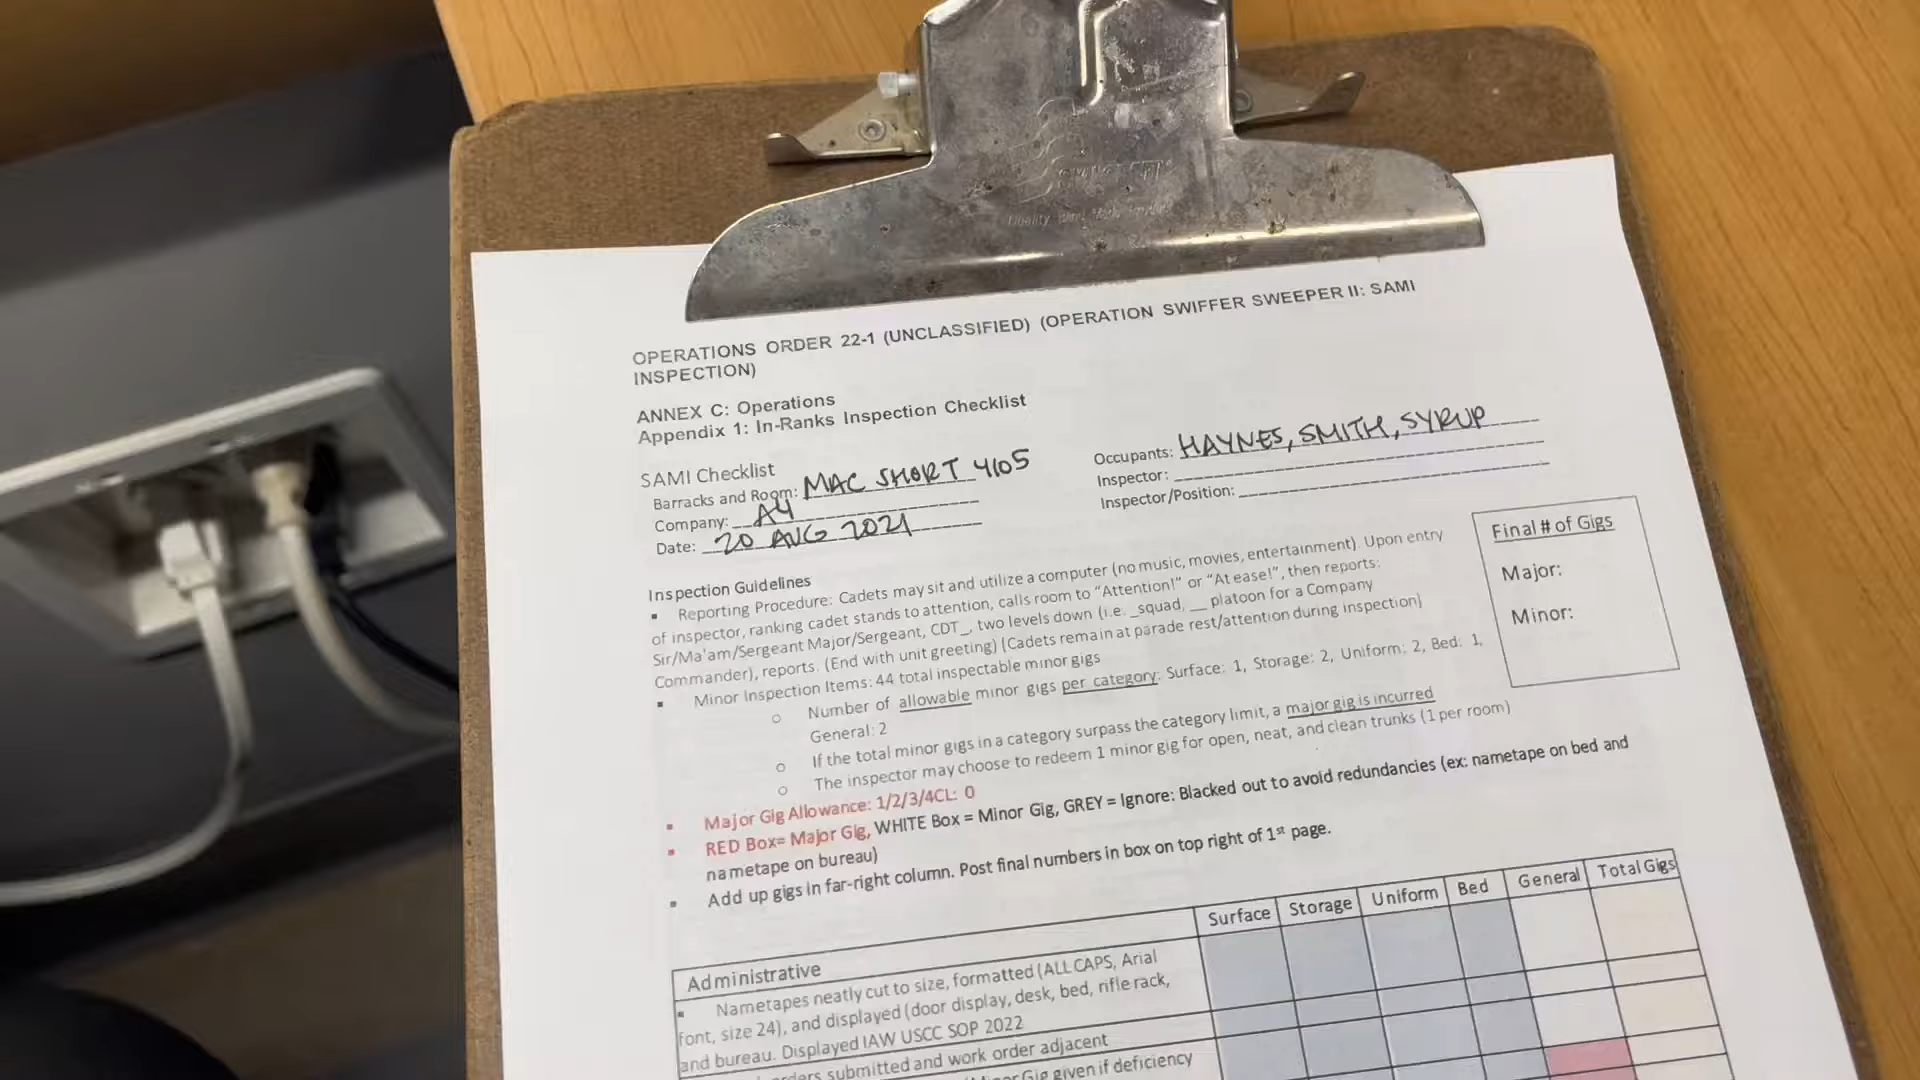 OPERATIONS ORDER 22-1 (UNCLASSIFIED) (OPERATION SWIFFER SWEEPER II: SAMI
INSPECTION)
ANNEX C: Operations
Appendix 1: In-Ranks Inspection Checklist
SAMI Checklist
Barracks and Room: MAC SHORT 4105
Company: A4
Date: 20 AUG 2021
Occupants: HAYNES, SMITH, SYRUP
Inspector:
Inspector/Position:
Final # of Gigs
Major:
Minor:
Inspection Guidelines
▪ Reporting Procedure: Cadets may sit and utilize a computer (no music, movies, entertainment). Upon entry
of inspector, ranking cadet stands to attention, calls room to "Attention!" or "At ease!", then reports:
Sir/Ma'am/Sergeant Major/Sergeant, CDT_, two levels down (i.e. _squad, __ platoon for a Company
Commander), reports. (End with unit greeting) (Cadets remain at parade rest/attention during inspection)
▪ Minor Inspection Items: 44 total inspectable minor gigs
o Number of allowable minor gigs per category: Surface: 1, Storage: 2, Uniform: 2, Bed: 1,
General: 2
o If the total minor gigs in a category surpass the category limit, a major gig is incurred
o The inspector may choose to redeem 1 minor gig for open, neat, and clean trunks (1 per room)
▪ Major Gig Allowance: 1/2/3/4CL: 0
▪ RED Box= Major Gig, WHITE Box = Minor Gig, GREY = Ignore: Blacked out to avoid redundancies (ex: nametape on bed and
nametape on bureau)
▪ Add up gigs in far-right column. Post final numbers in box on top right of 1st page.
Surface Storage Uniform Bed General Total Gigs
Administrative
▪ Nametapes neatly cut to size, formatted (ALL CAPS, Arial
font, size 24), and displayed (door display, desk, bed, rifle rack,
and bureau. Displayed IAW USCC SOP 2022
submitted and work order adjacent
Gig given if deficiency